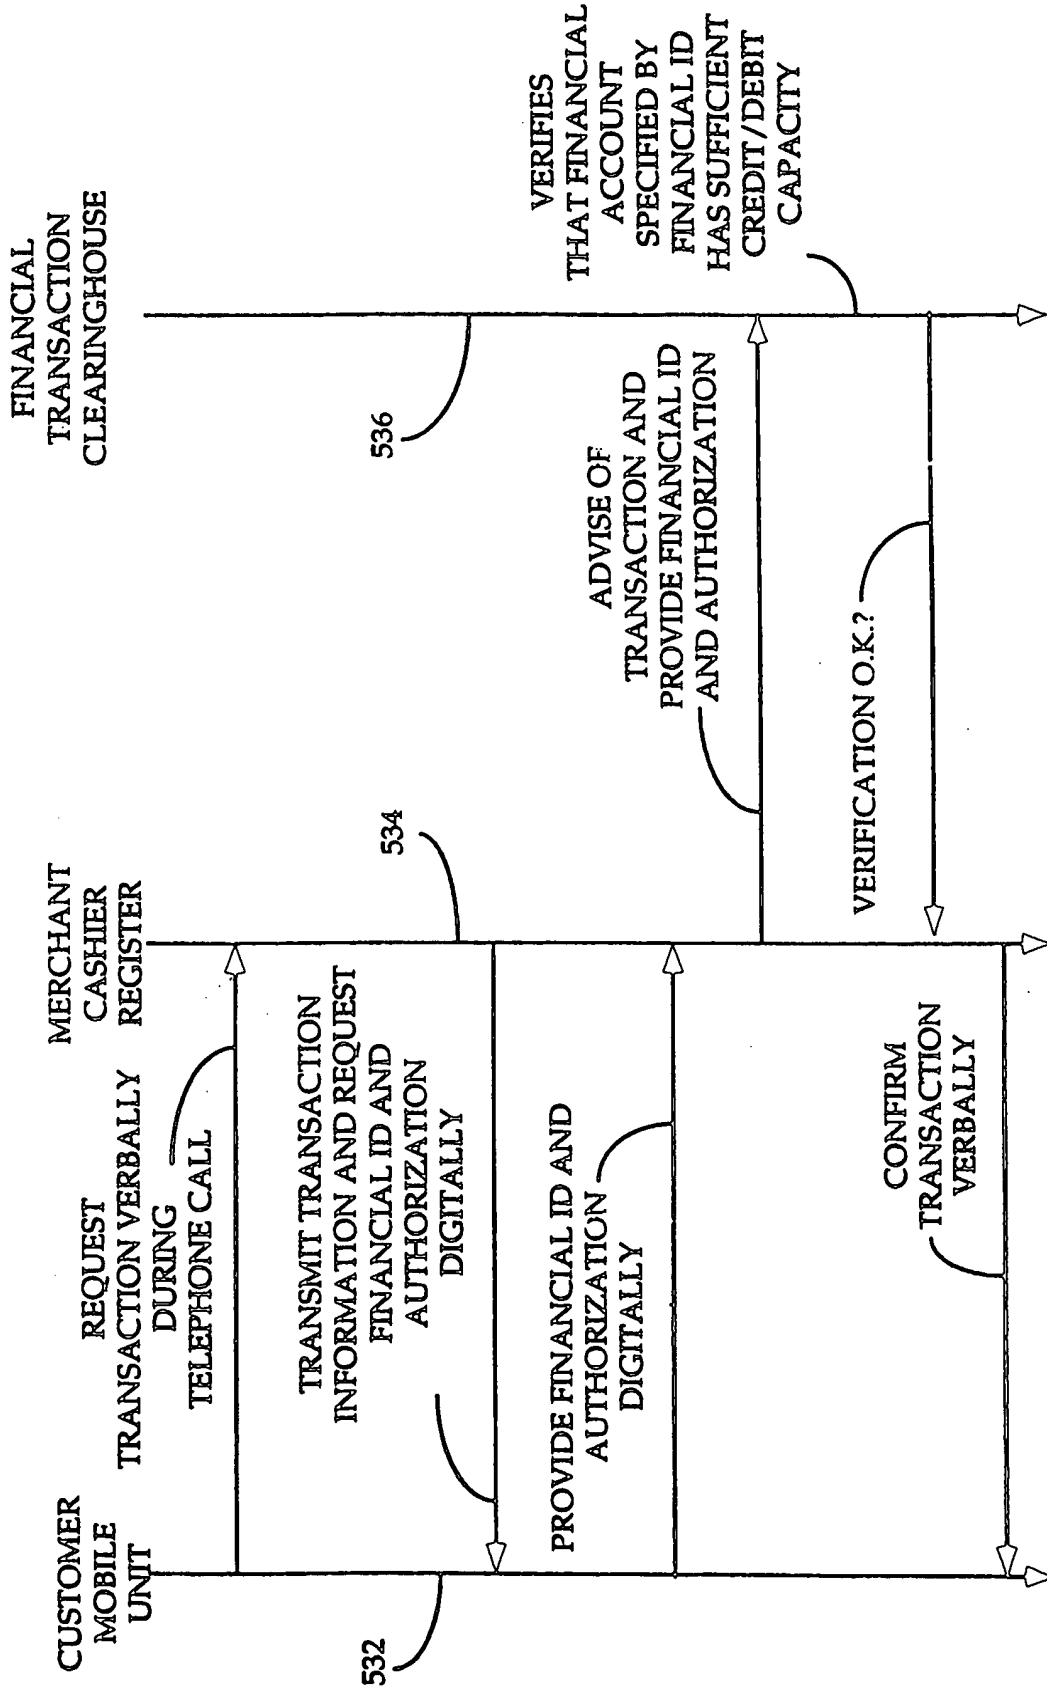 CUSTOMER
MOBILE
UNIT
REQUEST
TRANSACTION VERBALLY
DURING
TELEPHONE CALL
MERCHANT
CASHIER
REGISTER
FINANCIAL
TRANSACTION
CLEARINGHOUSE
532
534
536
TRANSMIT TRANSACTION
INFORMATION AND REQUEST
FINANCIAL ID AND
AUTHORIZATION
DIGITALLY
PROVIDE FINANCIAL ID AND
AUTHORIZATION
DIGITALLY
ADVISE OF
TRANSACTION AND
PROVIDE FINANCIAL ID
AND AUTHORIZATION
VERIFIES
THAT FINANCIAL
ACCOUNT
SPECIFIED BY
FINANCIAL ID
HAS SUFFICIENT
CREDIT/DEBIT
CAPACITY
VERIFICATION O.K.?
CONFIRM
TRANSACTION
VERBALLY